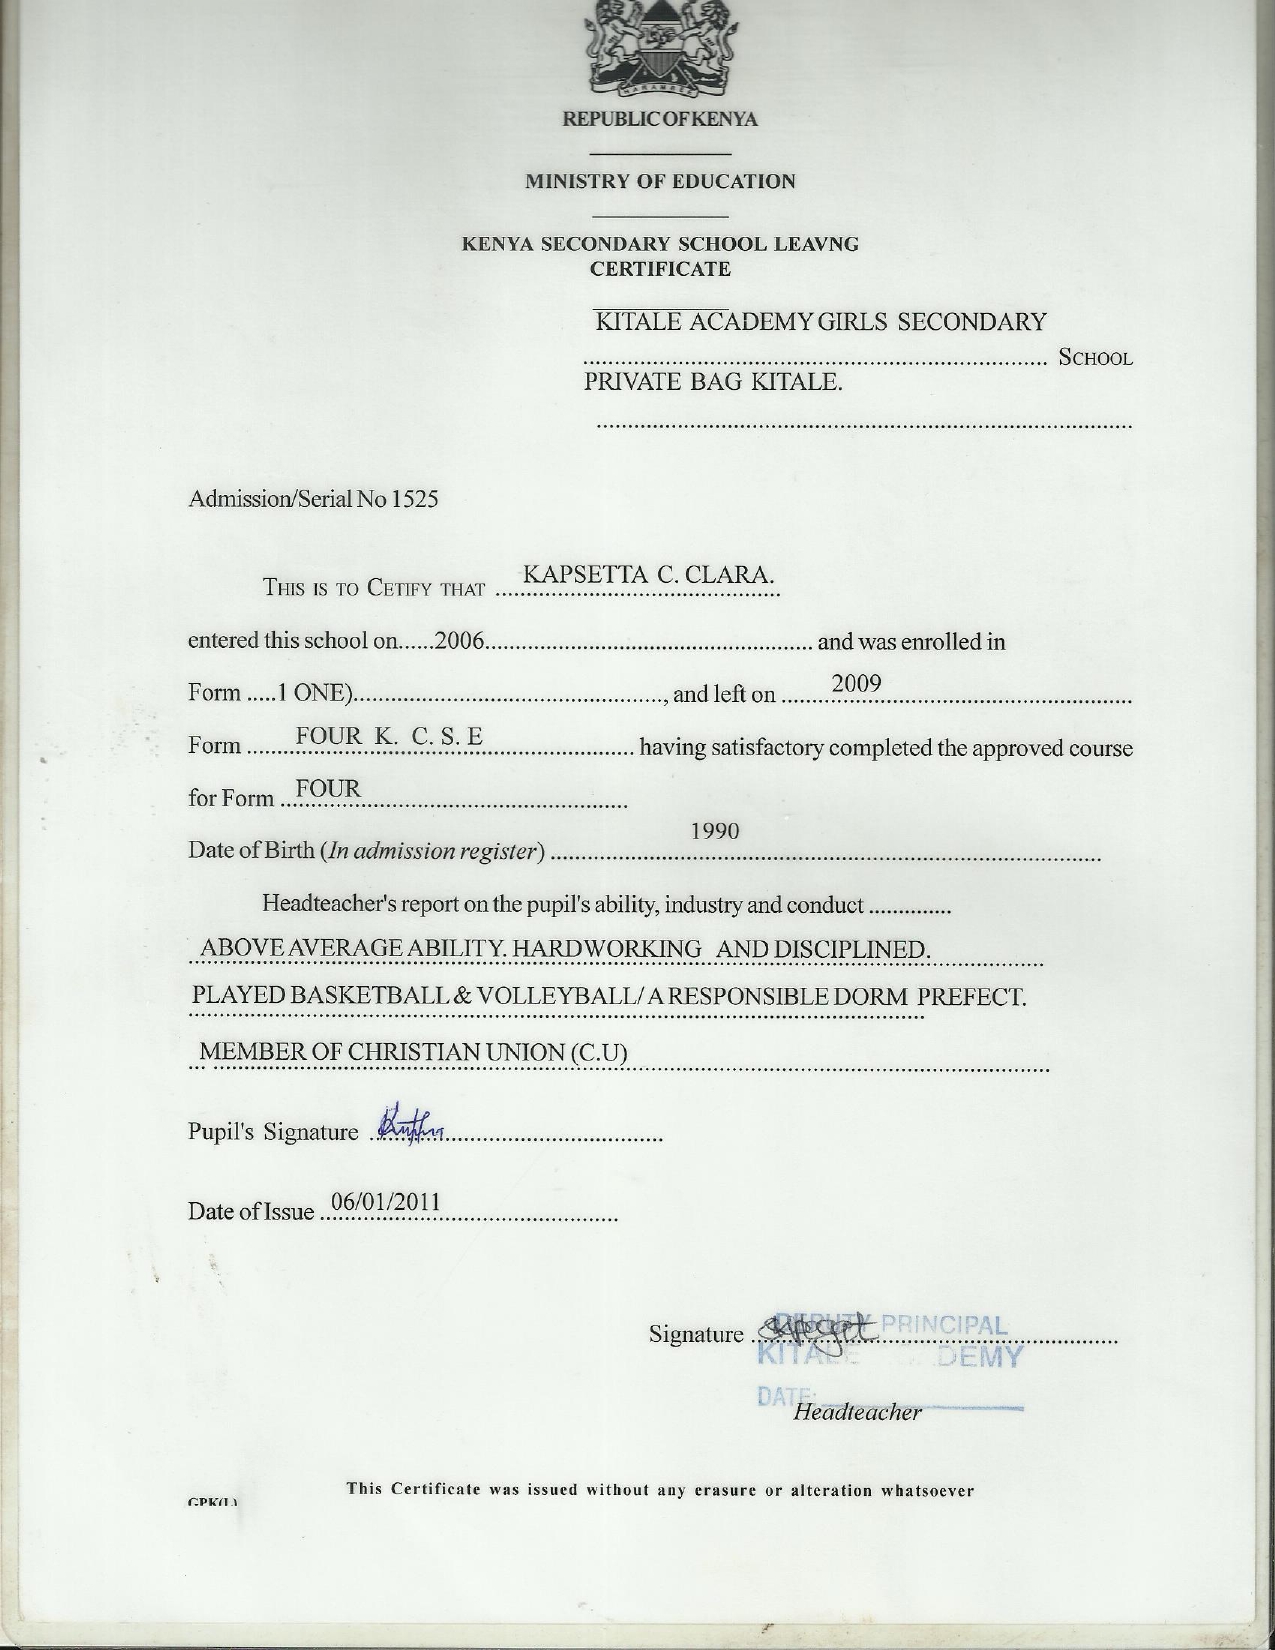 HARAMBEE
REPUBLIC OF KENYA
MINISTRY OF EDUCATION
KENYA SECONDARY SCHOOL LEAVNG
CERTIFICATE
KITALE ACADEMY GIRLS SECONDARY
SCHOOL
PRIVATE BAG KITALE.
Admission/Serial No 1525
THIS IS TO CETIFY THAT KAPSETTA C. CLARA.
entered this school on......2006...... and was enrolled in
Form .....1 ONE)......, and left on ...... 2009
Form ...... FOUR K. C. S. E ...... having satisfactory completed the approved course
for Form ... FOUR
Date of Birth (In admission register) ...... 1990
Headteacher's report on the pupil's ability, industry and conduct ..............
ABOVE AVERAGE ABILITY. HARDWORKING AND DISCIPLINED.
PLAYED BASKETBALL & VOLLEYBALL/ A RESPONSIBLE DORM PREFECT.
MEMBER OF CHRISTIAN UNION (C.U)
Pupil's Signature
Date of Issue 06/01/2011
DEPUTY PRINCIPAL
Signature
KITALE
DATE:
Headteacher
This Certificate was issued without any erasure or alteration whatsoever
GPK(L)